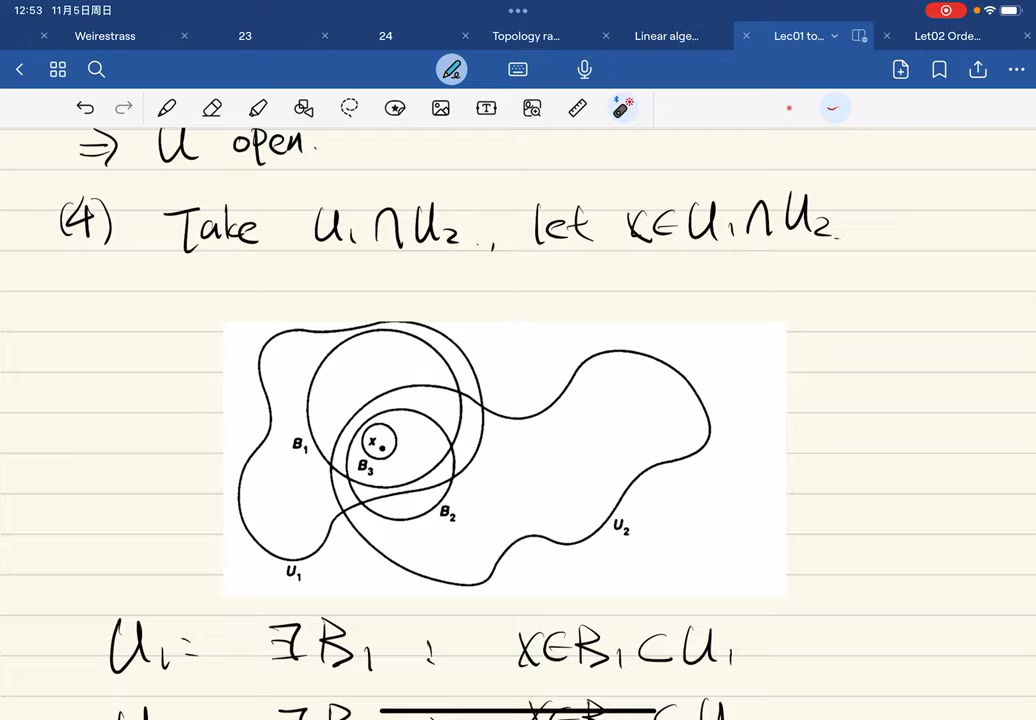 12:53 11月5日周日
Weirestrass 23 24 Topology ra... Linear alge... Lec01 to... Let02 Orde...
⇒ U open.
(4) Take U₁∩U₂., let x∈U₁∩U₂.
B₁
x
B₃
B₂
U₂
U₁
U₁: ∃B₁ : x∈B₁⊂U₁